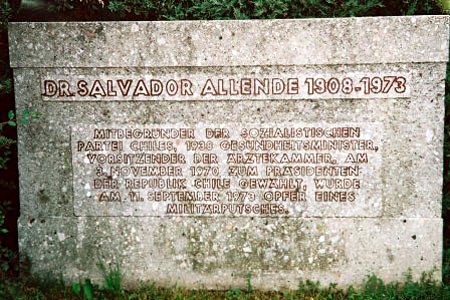 DR. SALVADOR ALLENDE 1908-1973
MITBEGRÜNDER DER SOZIALISTISCHEN
PARTEI CHILES, 1938 GESUNDHEITSMINISTER,
VORSITZENDER DER ÄRZTEKAMMER, AM
3. NOVEMBER 1970 ZUM PRÄSIDENTEN
DER REPUBLIK CHILE GEWÄHLT, WURDE
AM 11. SEPTEMBER 1973 OPFER EINES
MILITÄRPUTSCHES.